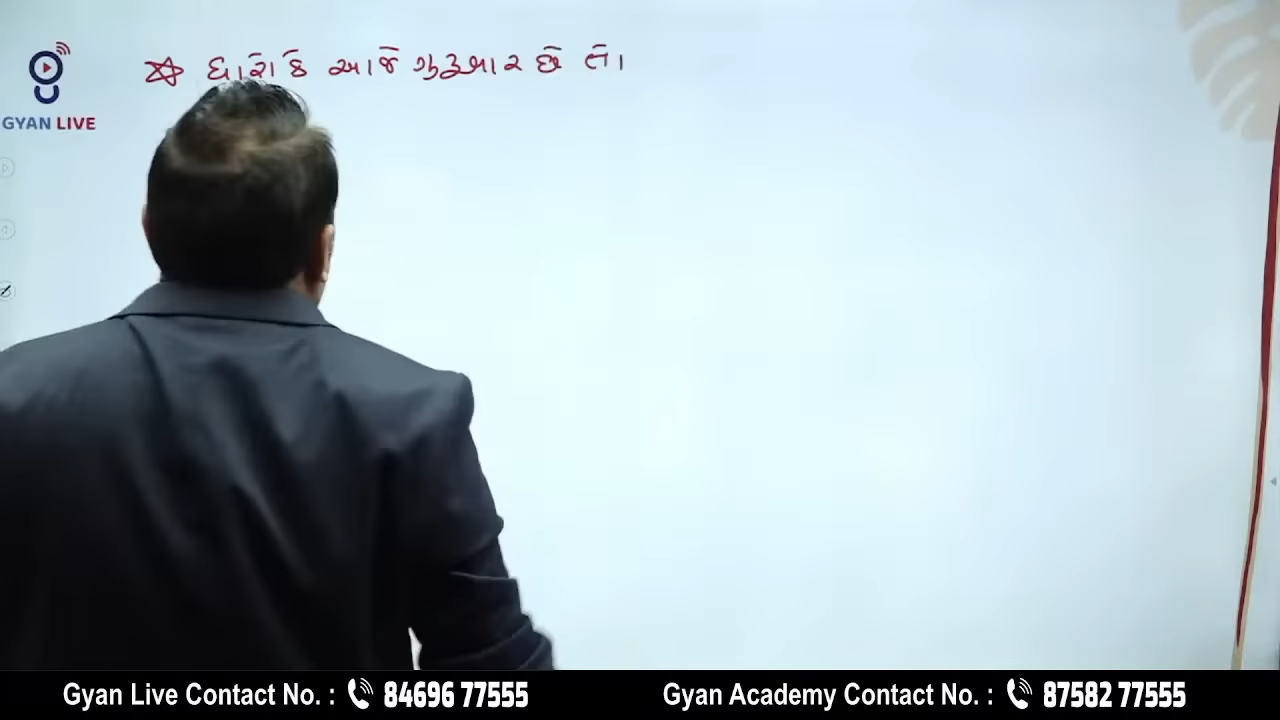 GYAN LIVE
☆ ધારોકે આજે ગુરૂવાર છે તો
Gyan Live Contact No. : 84696 77555
Gyan Academy Contact No. : 87582 77555